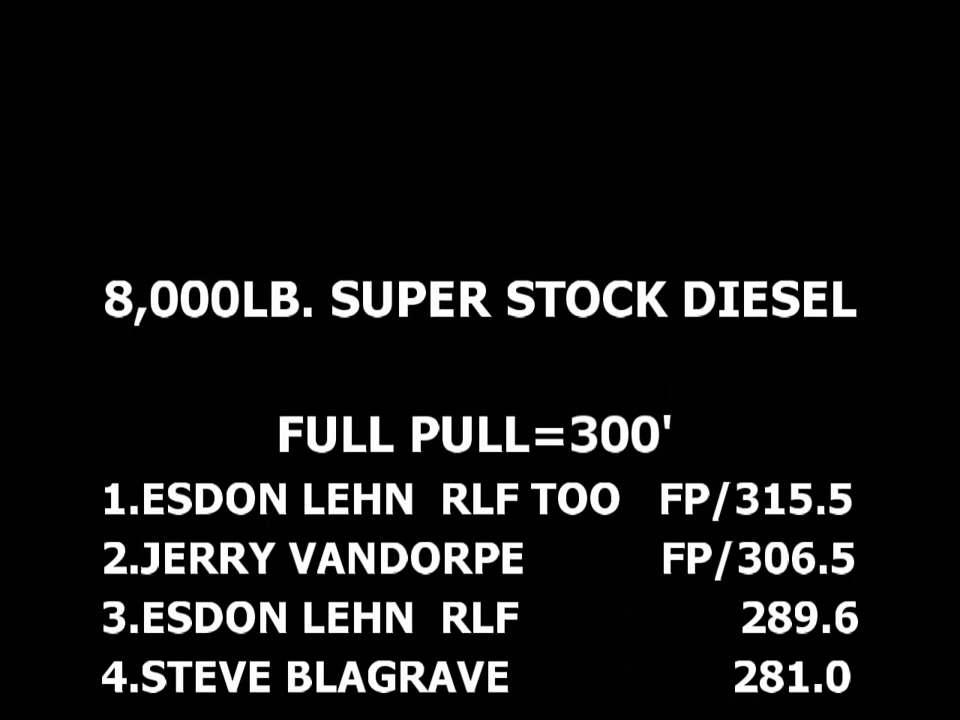 8,000LB. SUPER STOCK DIESEL
FULL PULL=300'
1.ESDON LEHN RLF TOO FP/315.5
2.JERRY VANDORPE FP/306.5
3.ESDON LEHN RLF 289.6
4.STEVE BLAGRAVE 281.0